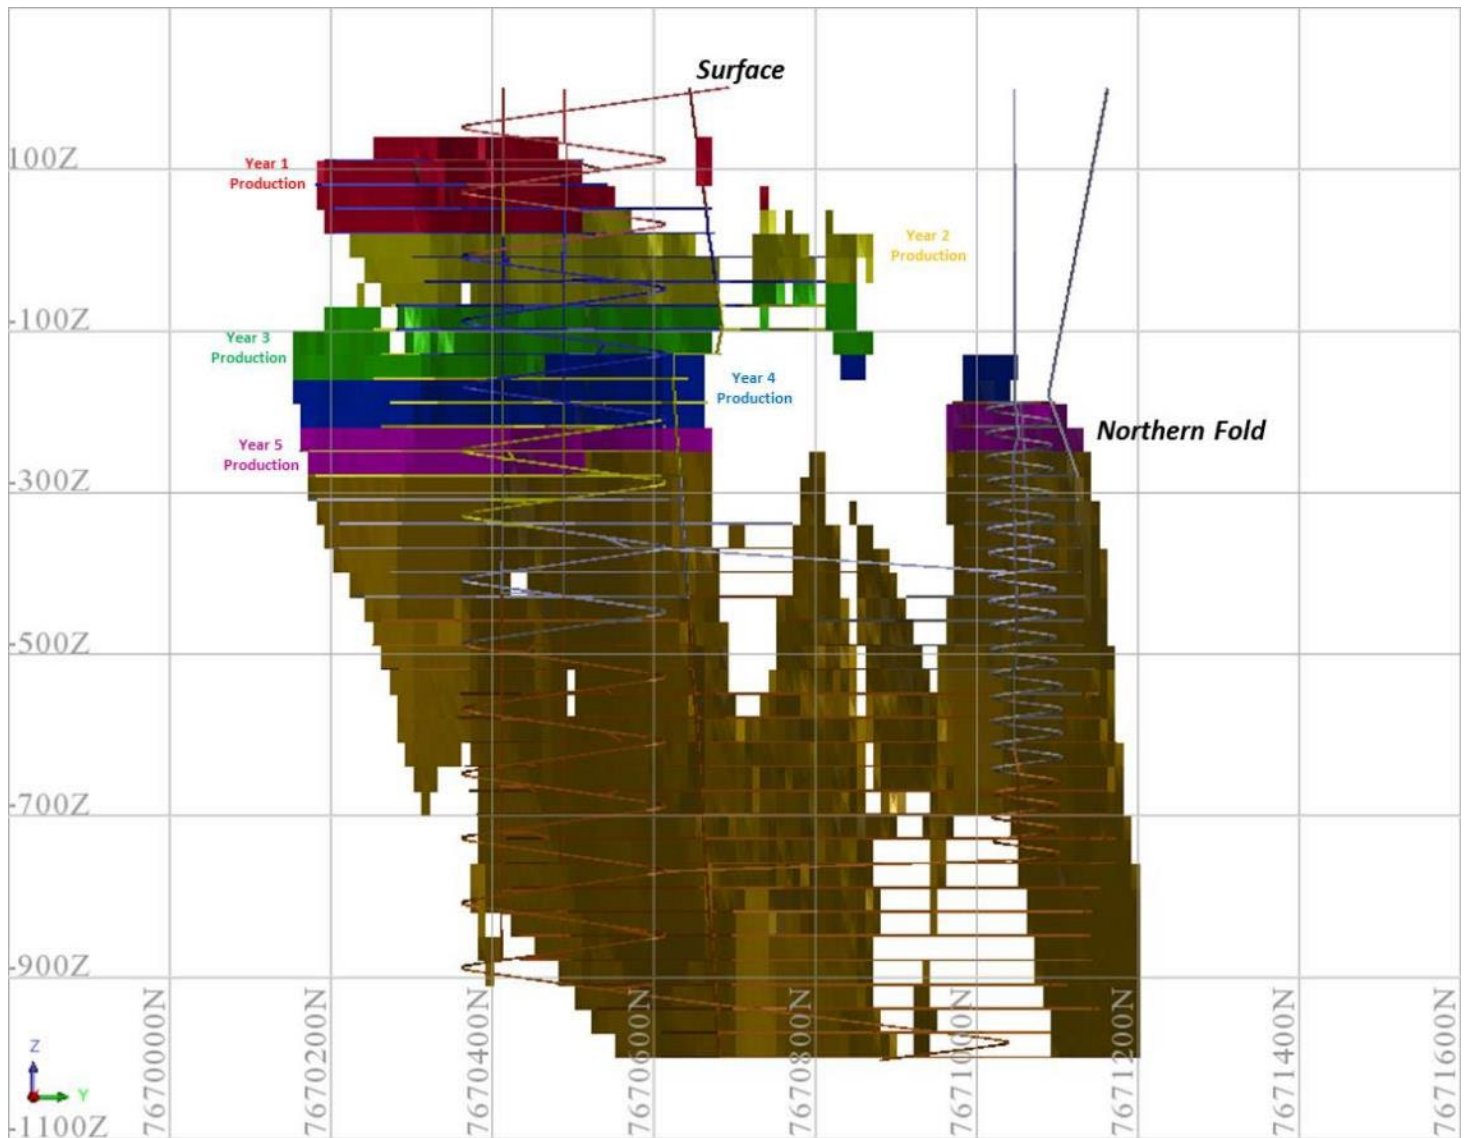 Surface
100Z
Year 1
Production
Year 2
Production
-100Z
Year 3
Production
Year 4
Production
Northern Fold
Year 5
Production
-300Z
-500Z
-700Z
-900Z
7670000N
7670200N
7670400N
7670600N
7670800N
7671000N
7671200N
7671400N
7671600N
Z
Y
-1100Z